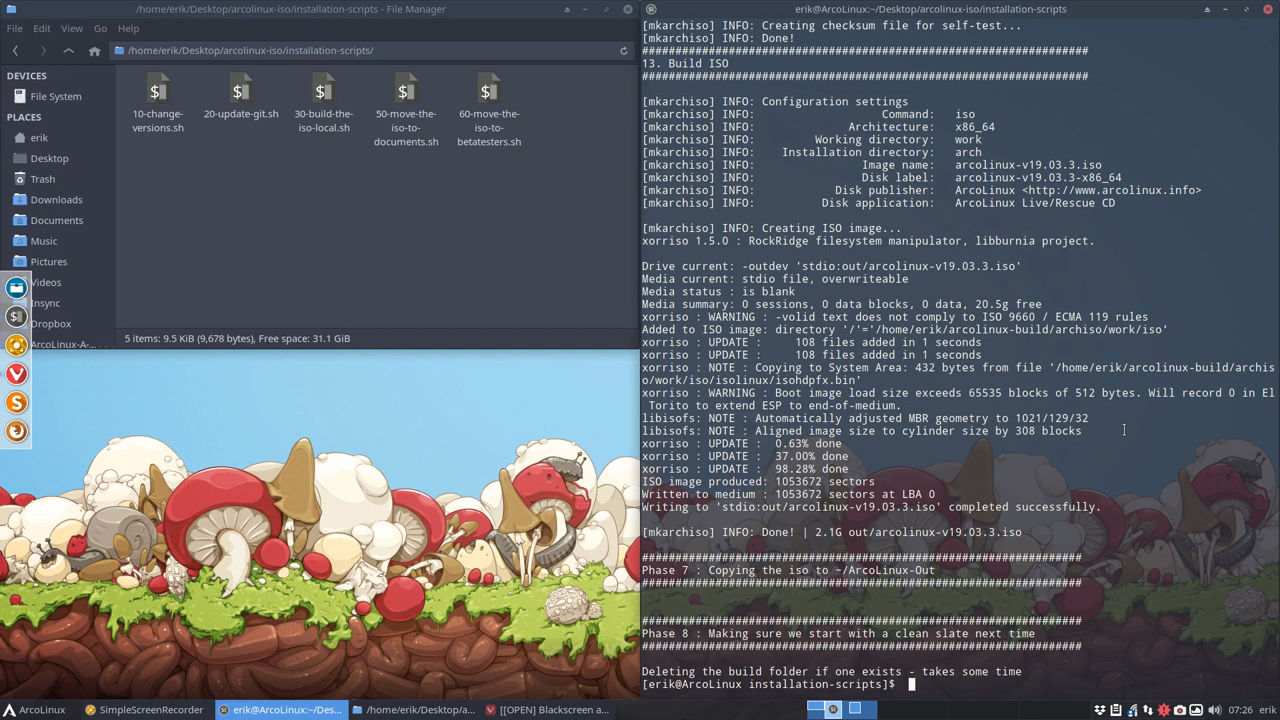 /home/erik/Desktop/arcolinux-iso/installation-scripts - File Manager
File Edit View Go Help
/home/erik/Desktop/arcolinux-iso/installation-scripts/
DEVICES
File System
PLACES
erik
Desktop
Trash
Downloads
Documents
Music
Pictures
Videos
Insync
Dropbox
ArcoLinux-A-...
10-change-
versions.sh
20-update-git.sh
30-build-the-
iso-local.sh
50-move-the-
iso-to-
documents.sh
60-move-the-
iso-to-
betatesters.sh
5 items: 9.5 KiB (9,678 bytes), Free space: 31.1 GiB
erik@ArcoLinux:~/Desktop/arcolinux-iso/installation-scripts
[mkarchiso] INFO: Creating checksum file for self-test...
[mkarchiso] INFO: Done!
###################################################################
13. Build ISO
###################################################################
[mkarchiso] INFO: Configuration settings
[mkarchiso] INFO:                   Command:   iso
[mkarchiso] INFO:              Architecture:   x86_64
[mkarchiso] INFO:         Working directory:   work
[mkarchiso] INFO:    Installation directory:   arch
[mkarchiso] INFO:                Image name:   arcolinux-v19.03.3.iso
[mkarchiso] INFO:                Disk label:   arcolinux-v19.03.3-x86_64
[mkarchiso] INFO:            Disk publisher:   ArcoLinux <http://www.arcolinux.info>
[mkarchiso] INFO:          Disk application:   ArcoLinux Live/Rescue CD
[mkarchiso] INFO: Creating ISO image...
xorriso 1.5.0 : RockRidge filesystem manipulator, libburnia project.
Drive current: -outdev 'stdio:out/arcolinux-v19.03.3.iso'
Media current: stdio file, overwriteable
Media status : is blank
Media summary: 0 sessions, 0 data blocks, 0 data, 20.5g free
xorriso : WARNING : -volid text does not comply to ISO 9660 / ECMA 119 rules
Added to ISO image: directory '/'='/home/erik/arcolinux-build/archiso/work/iso'
xorriso : UPDATE :     108 files added in 1 seconds
xorriso : UPDATE :     108 files added in 1 seconds
xorriso : NOTE : Copying to System Area: 432 bytes from file '/home/erik/arcolinux-build/archis
o/work/iso/isolinux/isohdpfx.bin'
xorriso : WARNING : Boot image load size exceeds 65535 blocks of 512 bytes. Will record 0 in El
Torito to extend ESP to end-of-medium.
libisofs: NOTE : Automatically adjusted MBR geometry to 1021/129/32
libisofs: NOTE : Aligned image size to cylinder size by 308 blocks
xorriso : UPDATE :  0.63% done
xorriso : UPDATE :  37.00% done
xorriso : UPDATE :  98.28% done
ISO image produced: 1053672 sectors
Written to medium : 1053672 sectors at LBA 0
Writing to 'stdio:out/arcolinux-v19.03.3.iso' completed successfully.
[mkarchiso] INFO: Done! | 2.1G out/arcolinux-v19.03.3.iso
##################################################################
Phase 7 : Copying the iso to ~/ArcoLinux-Out
##################################################################
##################################################################
Phase 8 : Making sure we start with a clean slate next time
##################################################################
Deleting the build folder if one exists - takes some time
[erik@ArcoLinux installation-scripts]$
ArcoLinux
SimpleScreenRecorder
erik@ArcoLinux:~/Des...
/home/erik/Desktop/a...
[[OPEN] Blackscreen a...
07:26 erik